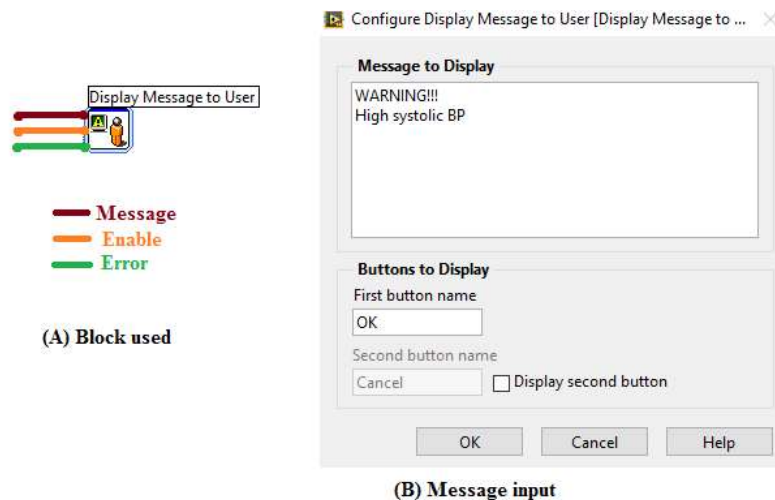 Display Message to User
Message
Enable
Error
(A) Block used
Configure Display Message to User [Display Message to ...
Message to Display
WARNING!!!
High systolic BP
Buttons to Display
First button name
OK
Second button name
Cancel
Display second button
OK Cancel Help
(B) Message input